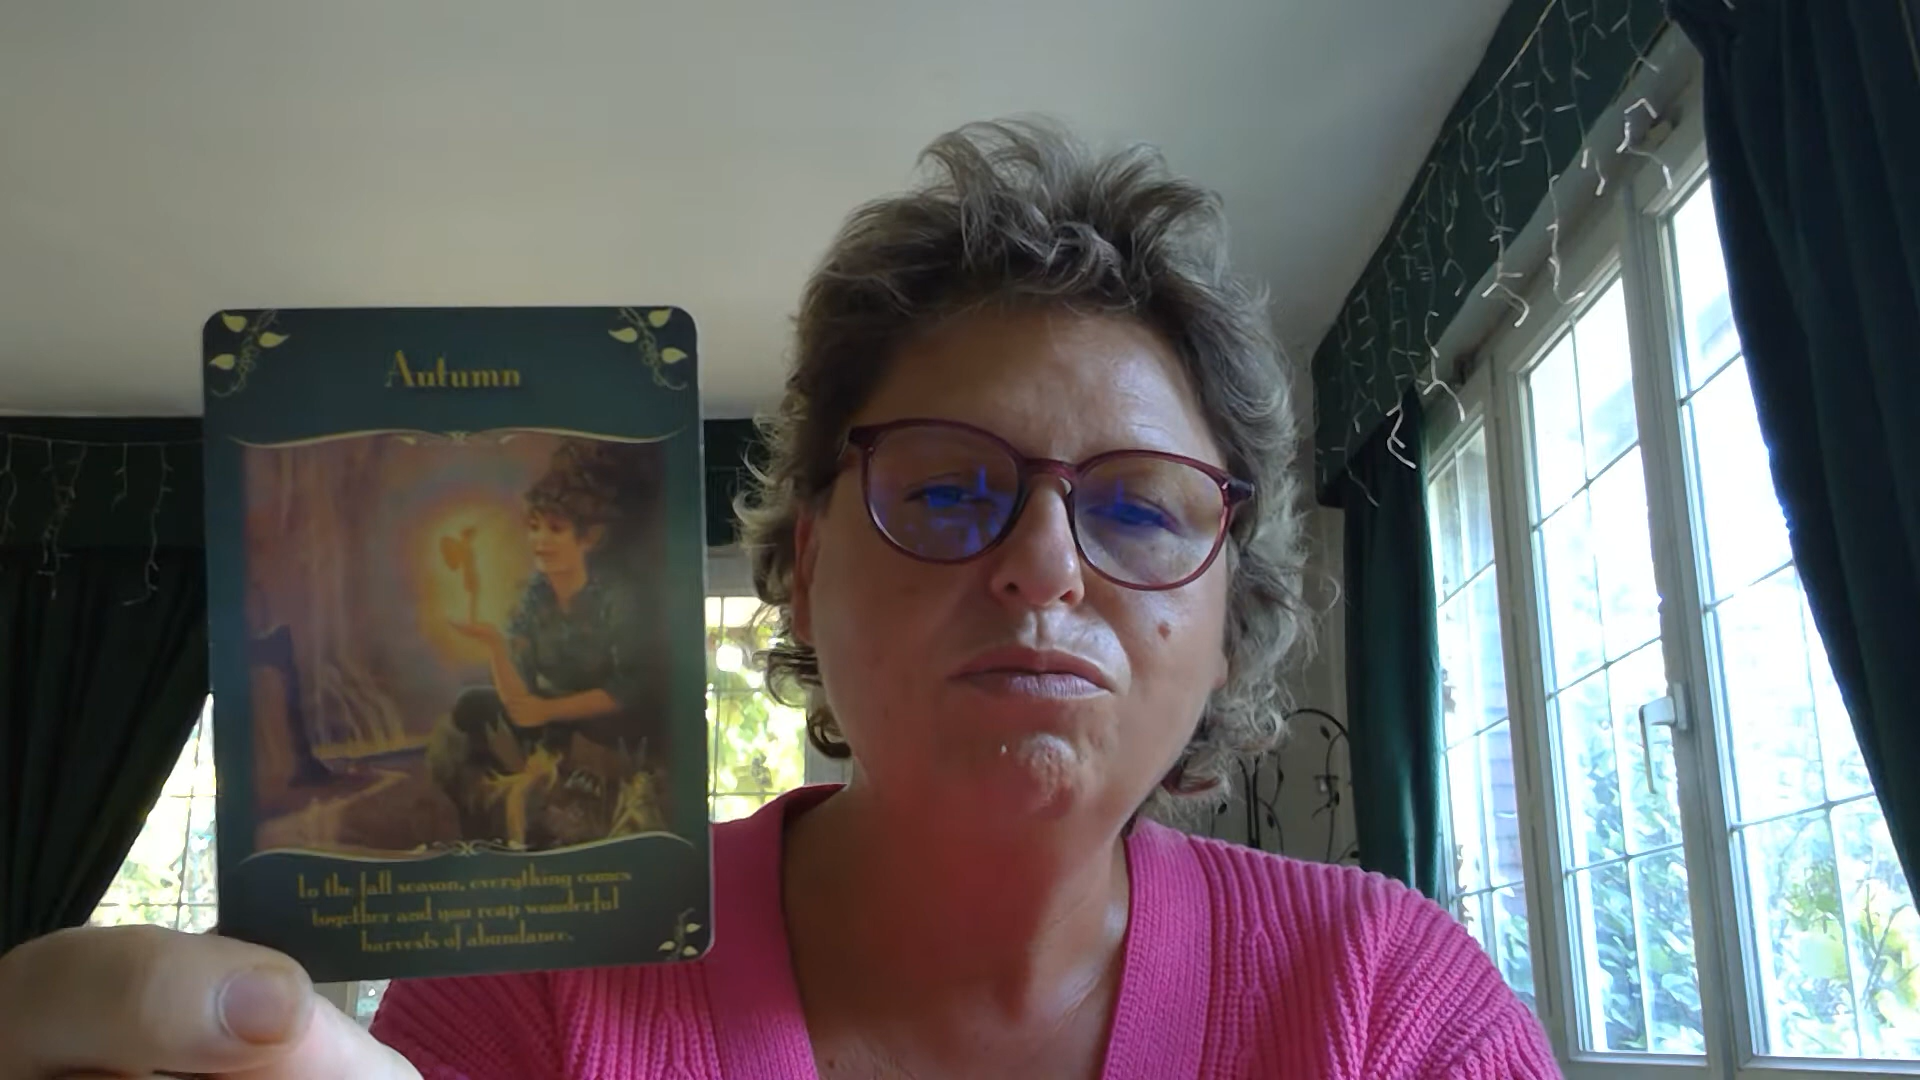 Autumn
In the fall season, everything comes
together and you reap wonderful
harvests of abundance.